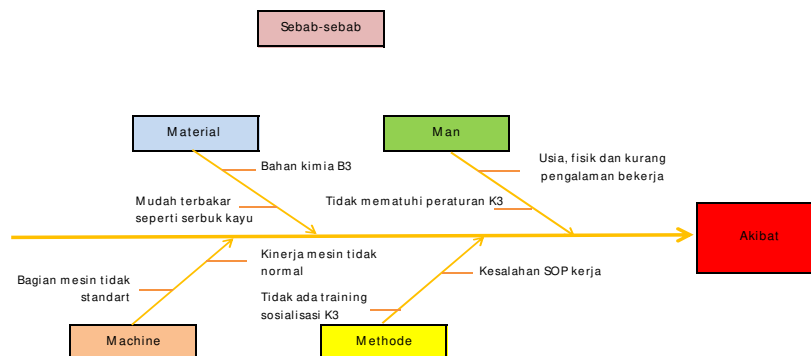 Sebab-sebab
Material
Man
Bahan kimia B3
Usia, fisik dan kurang
pengalaman bekerja
Mudah terbakar
seperti serbuk kayu
Tidak mematuhi peraturan K3
Akibat
Kinerja mesin tidak
normal
Bagian mesin tidak
standart
Kesalahan SOP kerja
Tidak ada training
sosialisasi K3
Machine
Methode